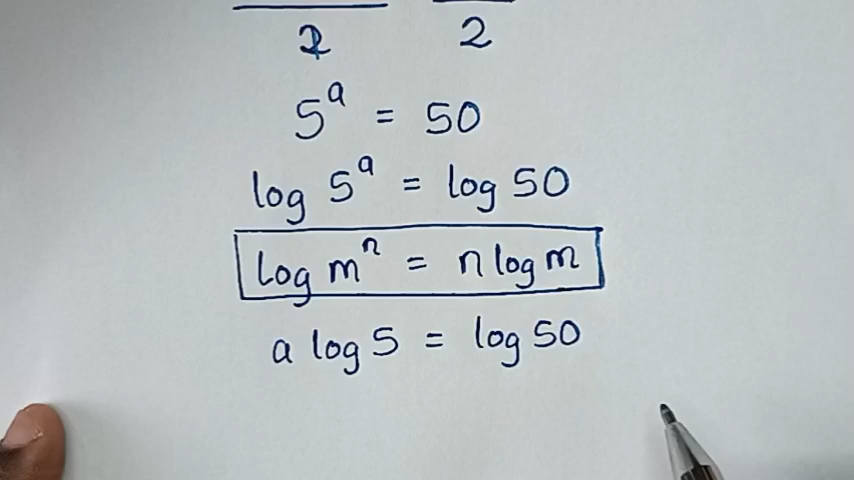 2 2
5^a = 50
log 5^a = log 50
log m^n = n log m
a log 5 = log 50